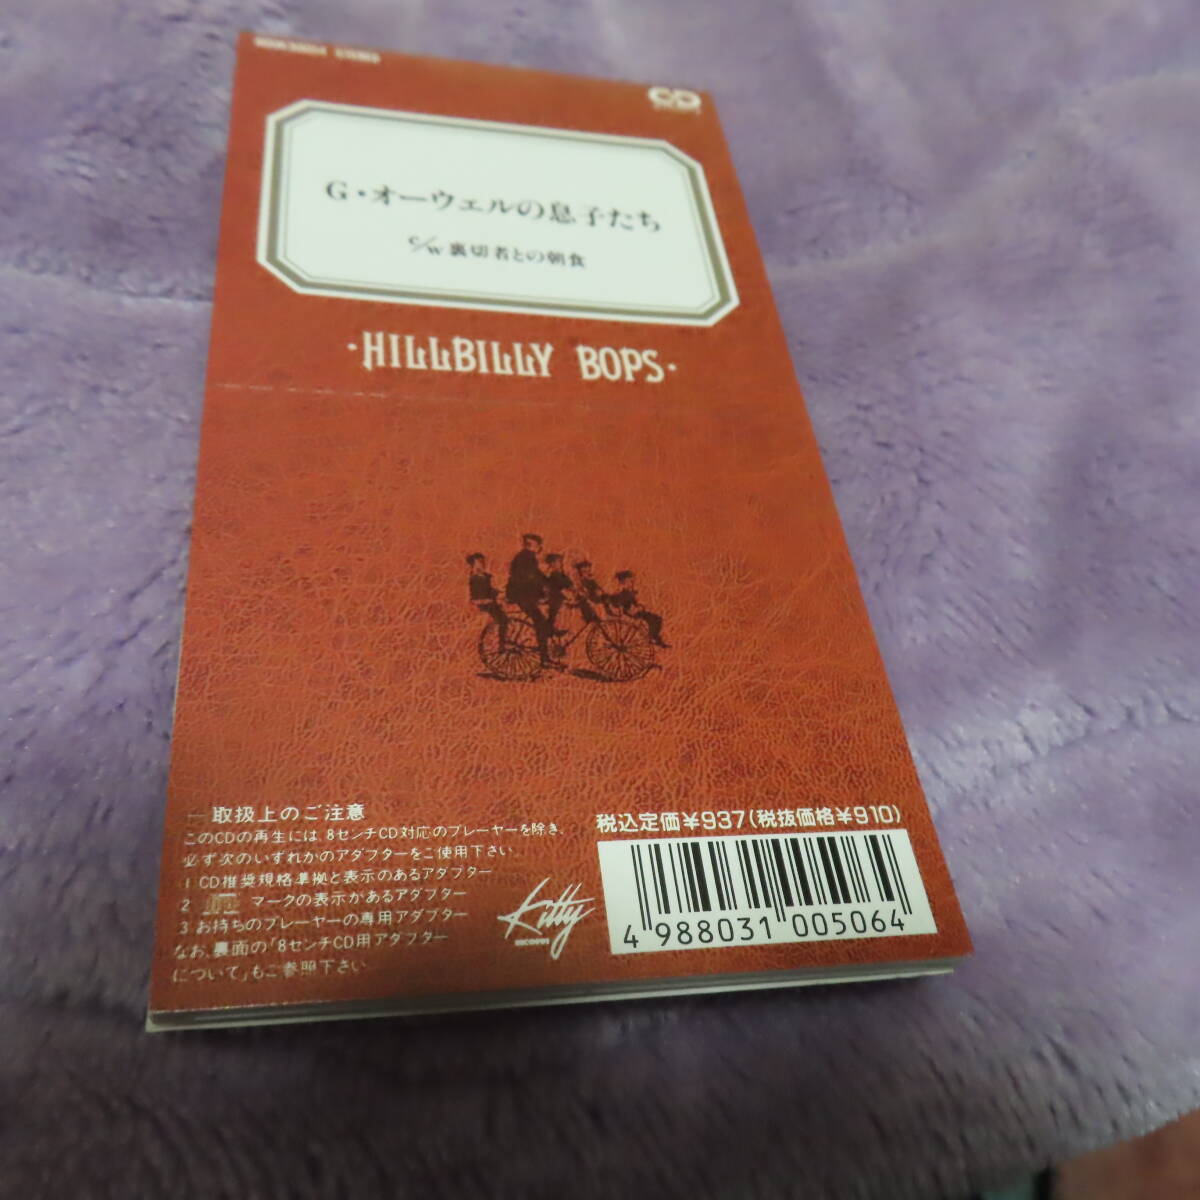 STEREO
CD
G・オーウェルの息子たち
c/w 裏切者との朝食
・HILLBILLY BOPS・
取扱上のご注意
このCDの再生には、8センチCD対応のプレーヤーを除き、
必ず次のいずれかのアダプターをご使用下さい。
1 CD推奨規格準拠と表示のあるアダプター
2 マークの表示があるアダプター
3 お持ちのプレーヤーの専用アダプター
なお、裏面の「8センチCD用アダプター
について」もご参照下さい
Kitty
RECORDS
税込定価¥937(税抜価格¥910)
4 988031 005064